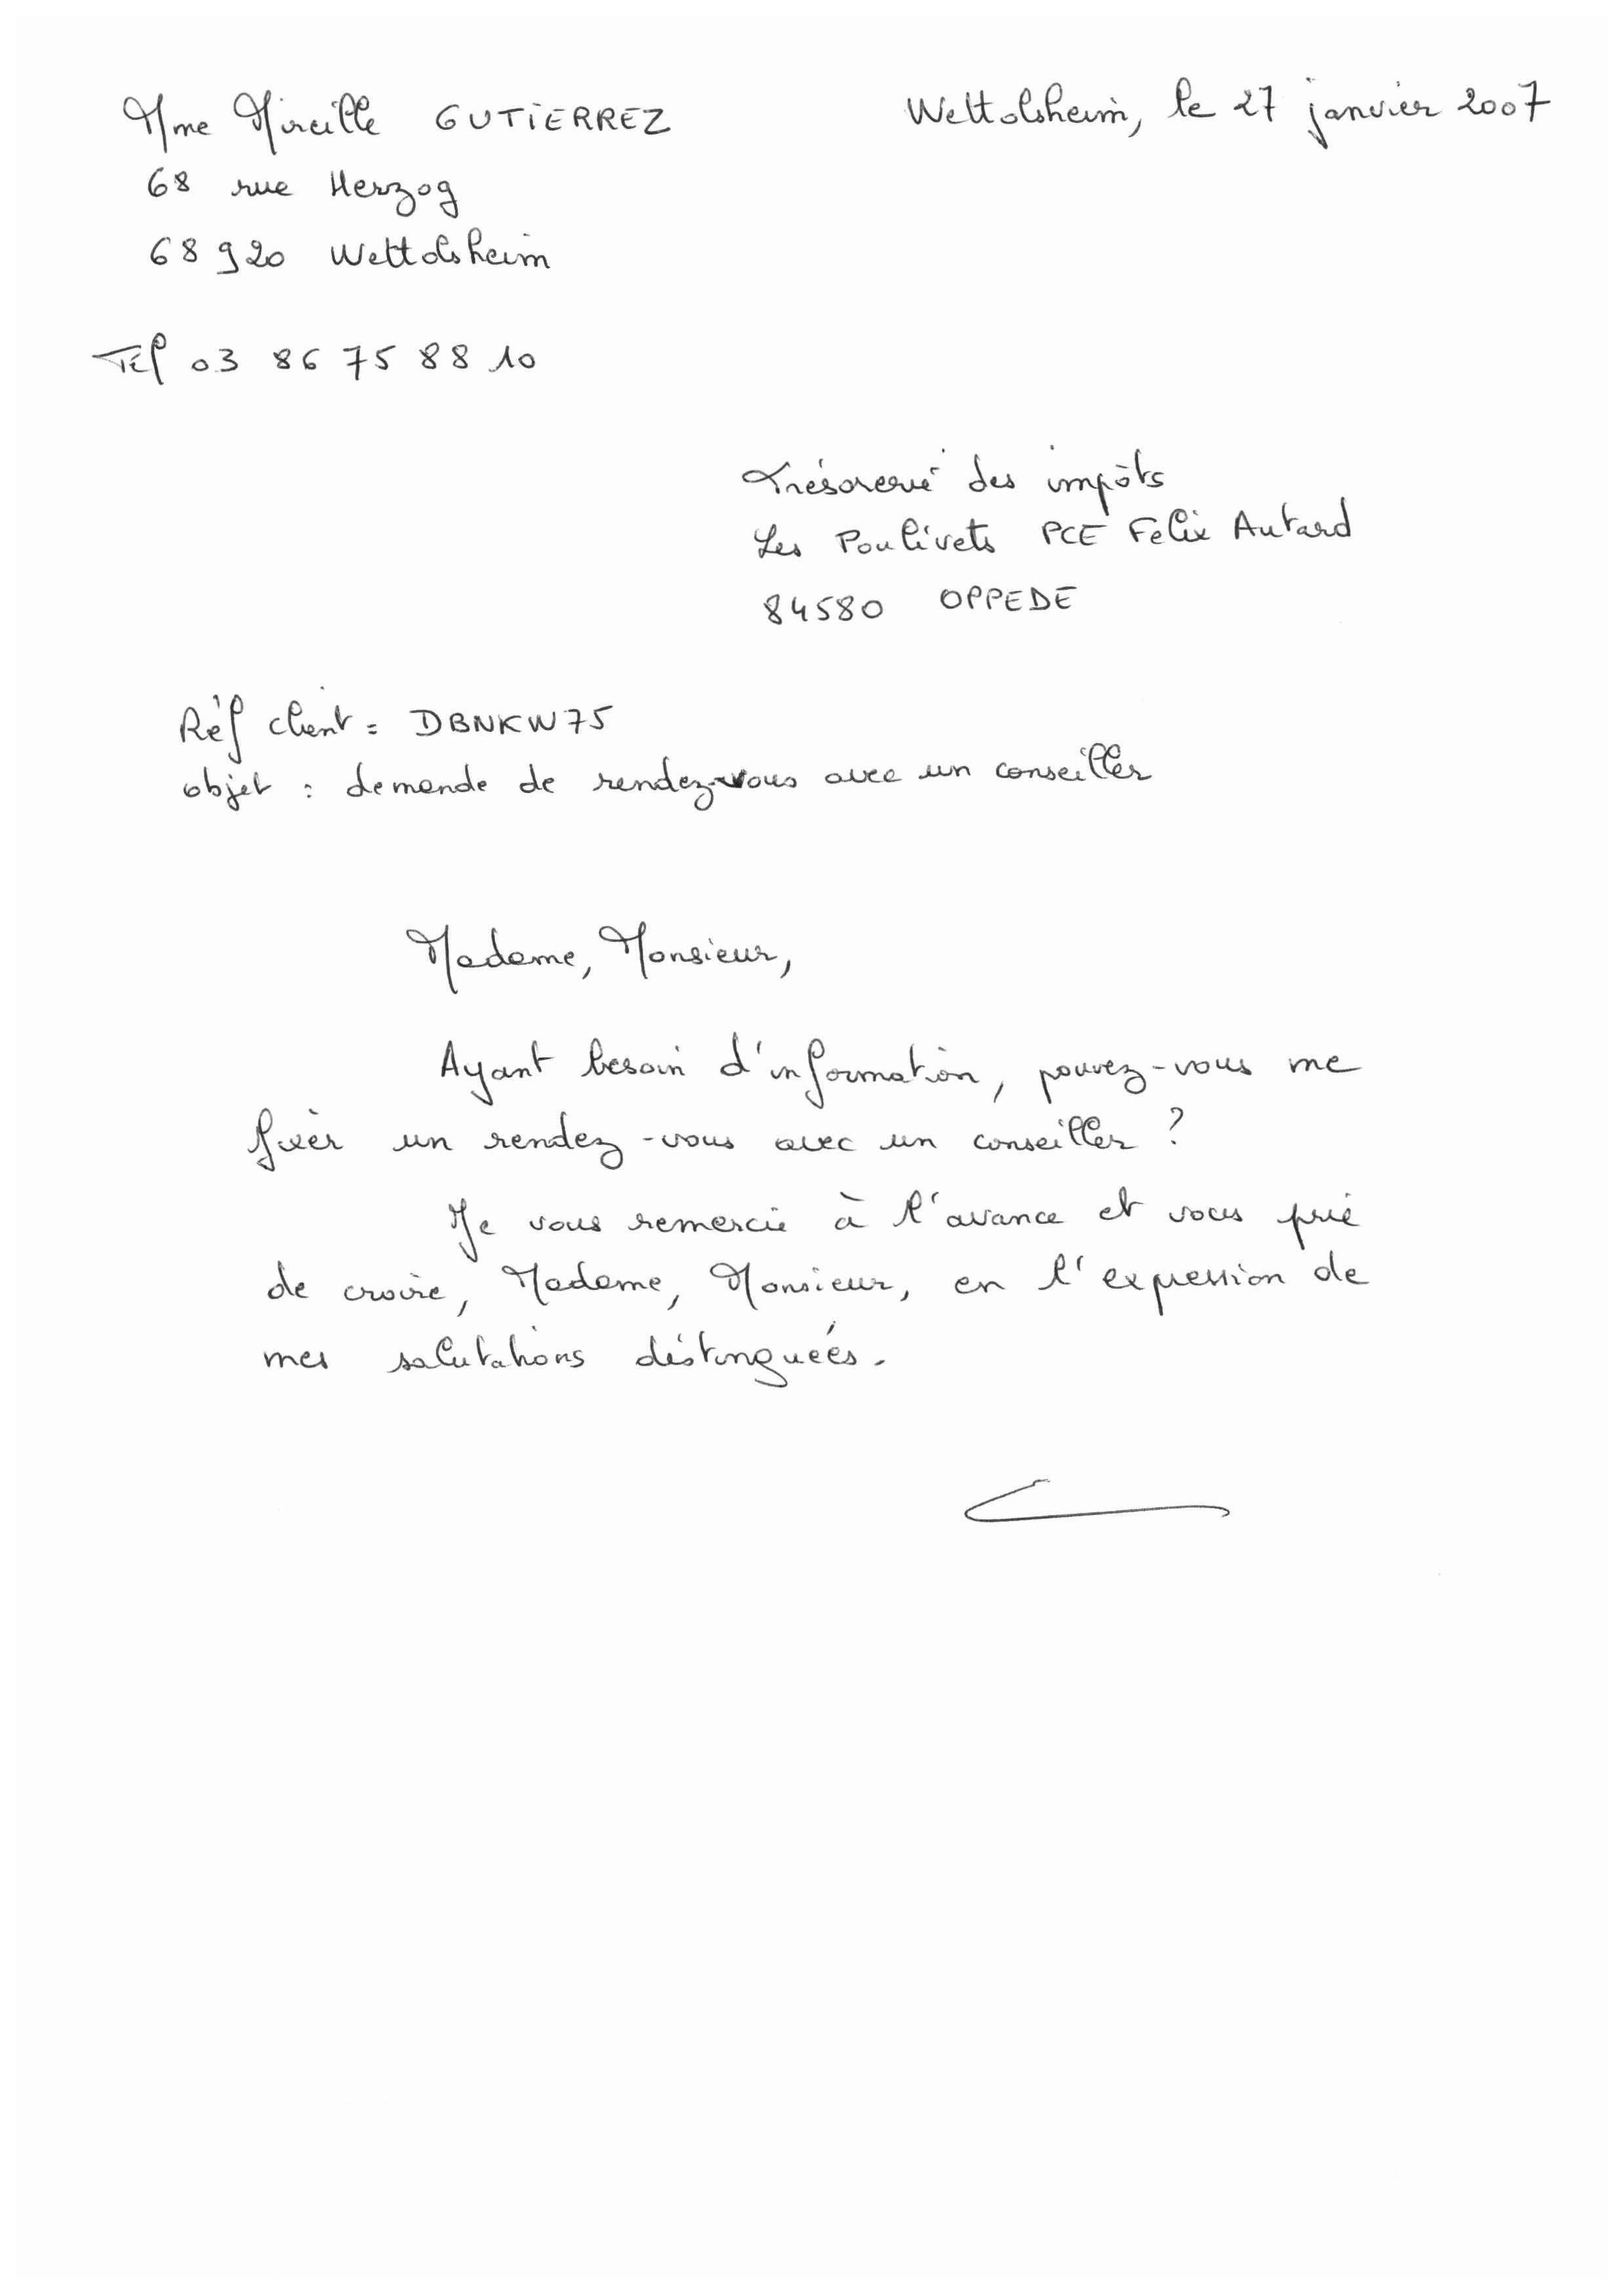 Mme Mireille GUTIERREZ
Wettolsheim, le 27 janvier 2007
68 rue Herzog
68920 Wettolsheim
Tél 03 86 75 88 10
Trésorerie des impôts
Les Poulivets PCE Felix Autard
84580 OPPEDE
Réf client = DBNKW75
objet : demande de rendez-vous avec un conseiller
Madame, Monsieur,
Ayant besoin d'information, pouvez-vous me
fixer un rendez-vous avec un conseiller ?
Je vous remercie à l'avance et vous prie
de croire, Madame, Monsieur, en l'expression de
mes salutations distinguées.